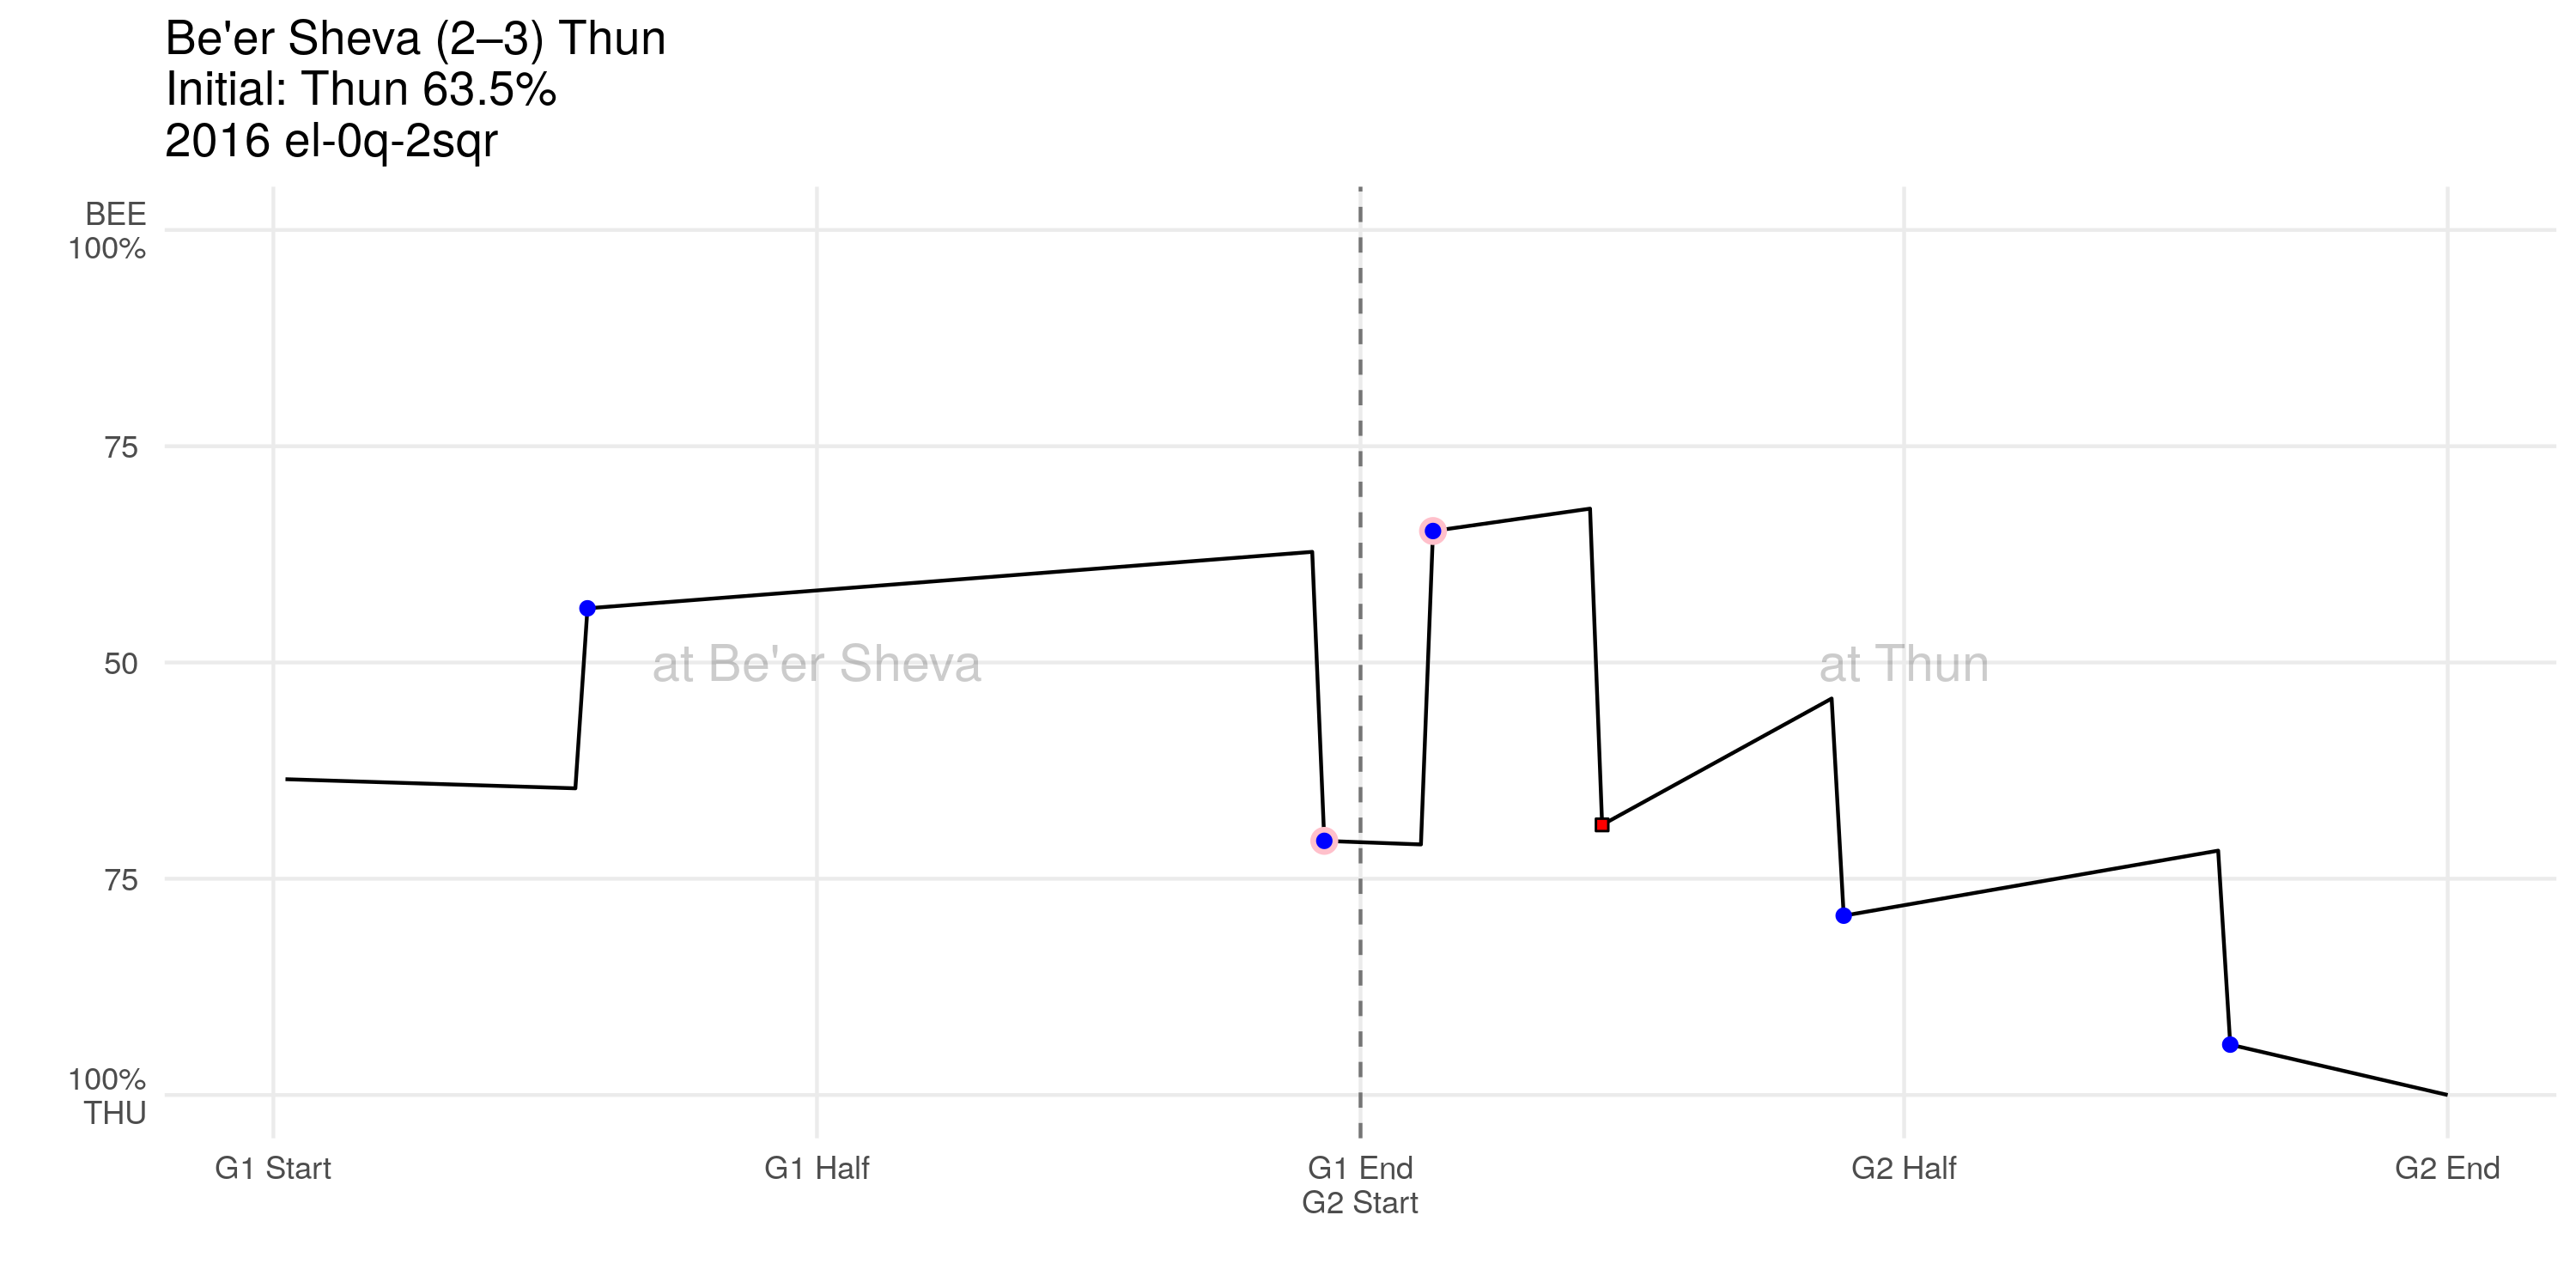 Be'er Sheva (2–3) Thun
Initial: Thun 63.5%
2016 el-0q-2sqr
BEE
100%
75
50
75
100%
THU
at Be'er Sheva
at Thun
G1 Start
G1 Half
G1 End
G2 Start
G2 Half
G2 End